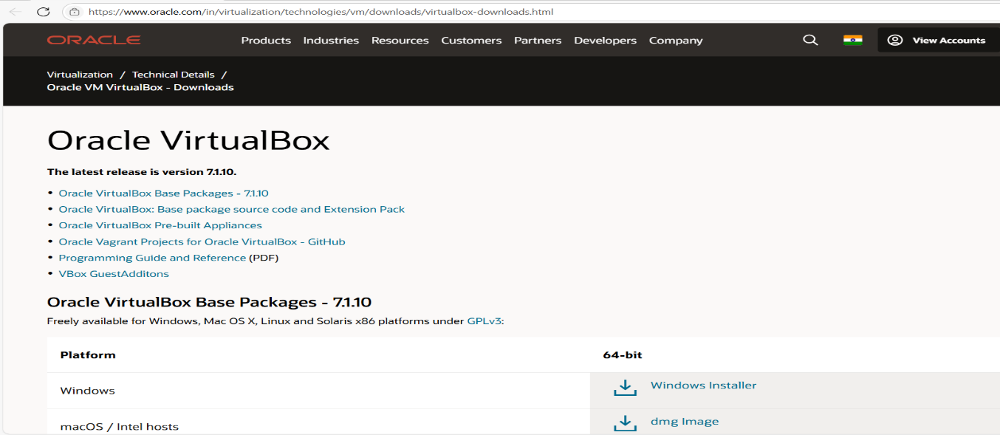 https://www.oracle.com/in/virtualization/technologies/vm/downloads/virtualbox-downloads.html
ORACLE Products Industries Resources Customers Partners Developers Company View Accounts
Virtualization / Technical Details /
Oracle VM VirtualBox - Downloads
Oracle VirtualBox
The latest release is version 7.1.10.
• Oracle VirtualBox Base Packages - 7.1.10
• Oracle VirtualBox: Base package source code and Extension Pack
• Oracle VirtualBox Pre-built Appliances
• Oracle Vagrant Projects for Oracle VirtualBox - GitHub
• Programming Guide and Reference (PDF)
• VBox GuestAdditons
Oracle VirtualBox Base Packages - 7.1.10
Freely available for Windows, Mac OS X, Linux and Solaris x86 platforms under GPLv3:
Platform 64-bit
Windows Windows Installer
macOS / Intel hosts dmg Image